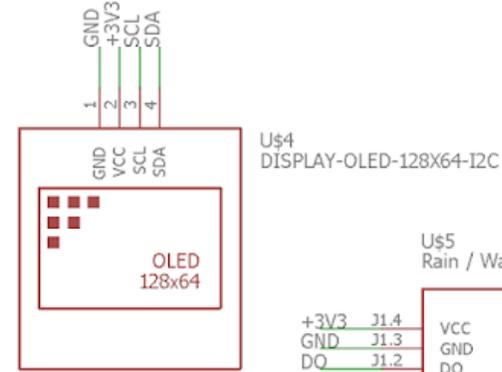 GND
+3V3
SCL
SDA
1
2
3
4
GND
VCC
SCL
SDA
OLED
128x64
U$4
DISPLAY-OLED-128X64-I2C
U$5
Rain / Wa
+3V3 J1.4 VCC
GND J1.3 GND
DO J1.2 DO